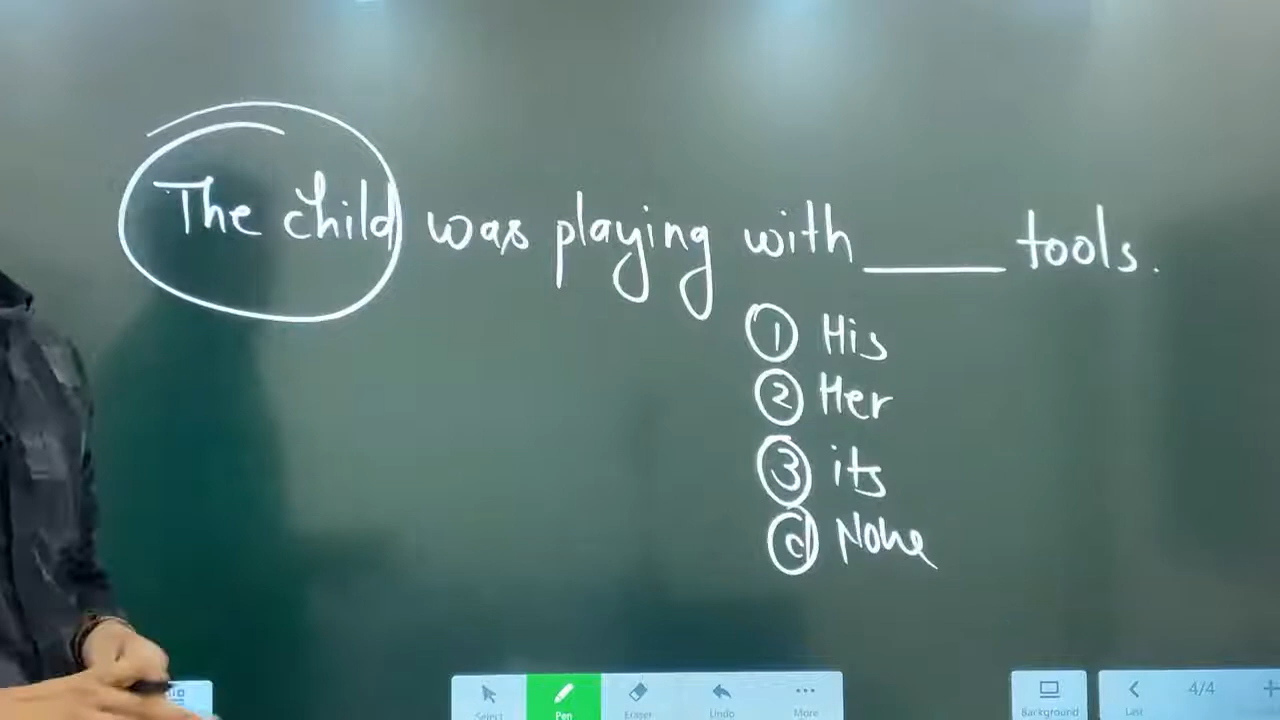 The child was playing with ____ tools.
① His
② Her
③ its
ⓓ None
Select Pen Eraser Undo More
Background Last 4/4